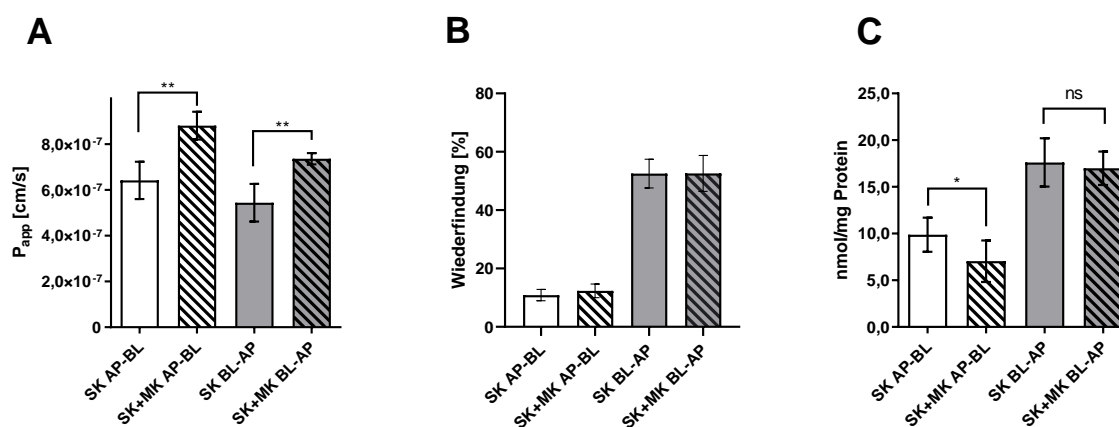 A
P_app [cm/s]
8,0×10⁻⁷
6,0×10⁻⁷
4,0×10⁻⁷
2,0×10⁻⁷
0
**
**
SK AP-BL
SK+MK AP-BL
SK BL-AP
SK+MK BL-AP
B
Wiederfindung [%]
80
60
40
20
0
SK AP-BL
SK+MK AP-BL
SK BL-AP
SK+MK BL-AP
C
nmol/mg Protein
25,0
20,0
15,0
10,0
5,0
0,0
*
ns
SK AP-BL
SK+MK AP-BL
SK BL-AP
SK+MK BL-AP